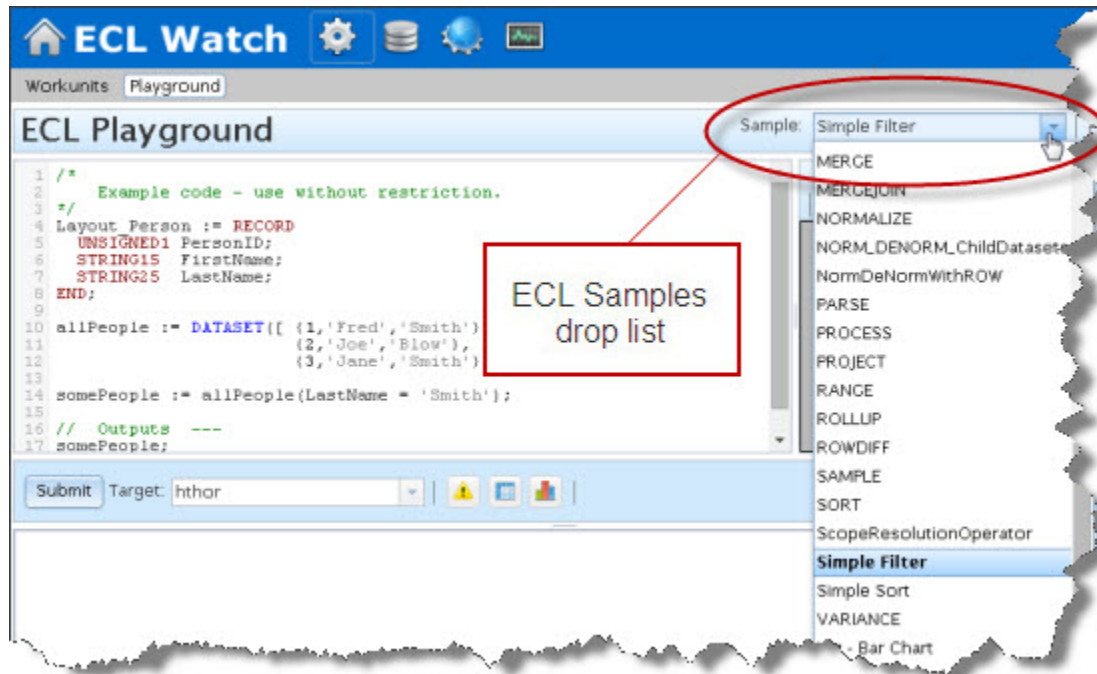 ECL Watch
Workunits Playground
ECL Playground
Sample: Simple Filter
1 /*
2 Example code - use without restriction.
3 */
4 Layout_Person := RECORD
5 UNSIGNED1 PersonID;
6 STRING15 FirstName;
7 STRING25 LastName;
8 END;
9
10 allPeople := DATASET([ {1,'Fred','Smith'}
11 {2,'Joe','Blow'},
12 {3,'Jane','Smith'}
13
14 somePeople := allPeople(LastName = 'Smith');
15
16 // Outputs ---
17 somePeople;
ECL Samples
drop list
Submit Target: hthor
MERGE
MERGEJOIN
NORMALIZE
NORM_DENORM_ChildDatasets
NormDeNormWithROW
PARSE
PROCESS
PROJECT
RANGE
ROLLUP
ROWDIFF
SAMPLE
SORT
ScopeResolutionOperator
Simple Filter
Simple Sort
VARIANCE
- Bar Chart